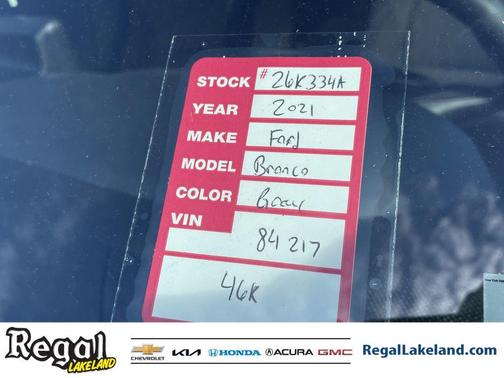 STOCK #26K334A
YEAR 2021
MAKE Ford
MODEL Bronco
COLOR Gray
VIN 84217
46K
Regal LAKELAND CHEVROLET KIA HONDA ACURA GMC RegalLakeland.com